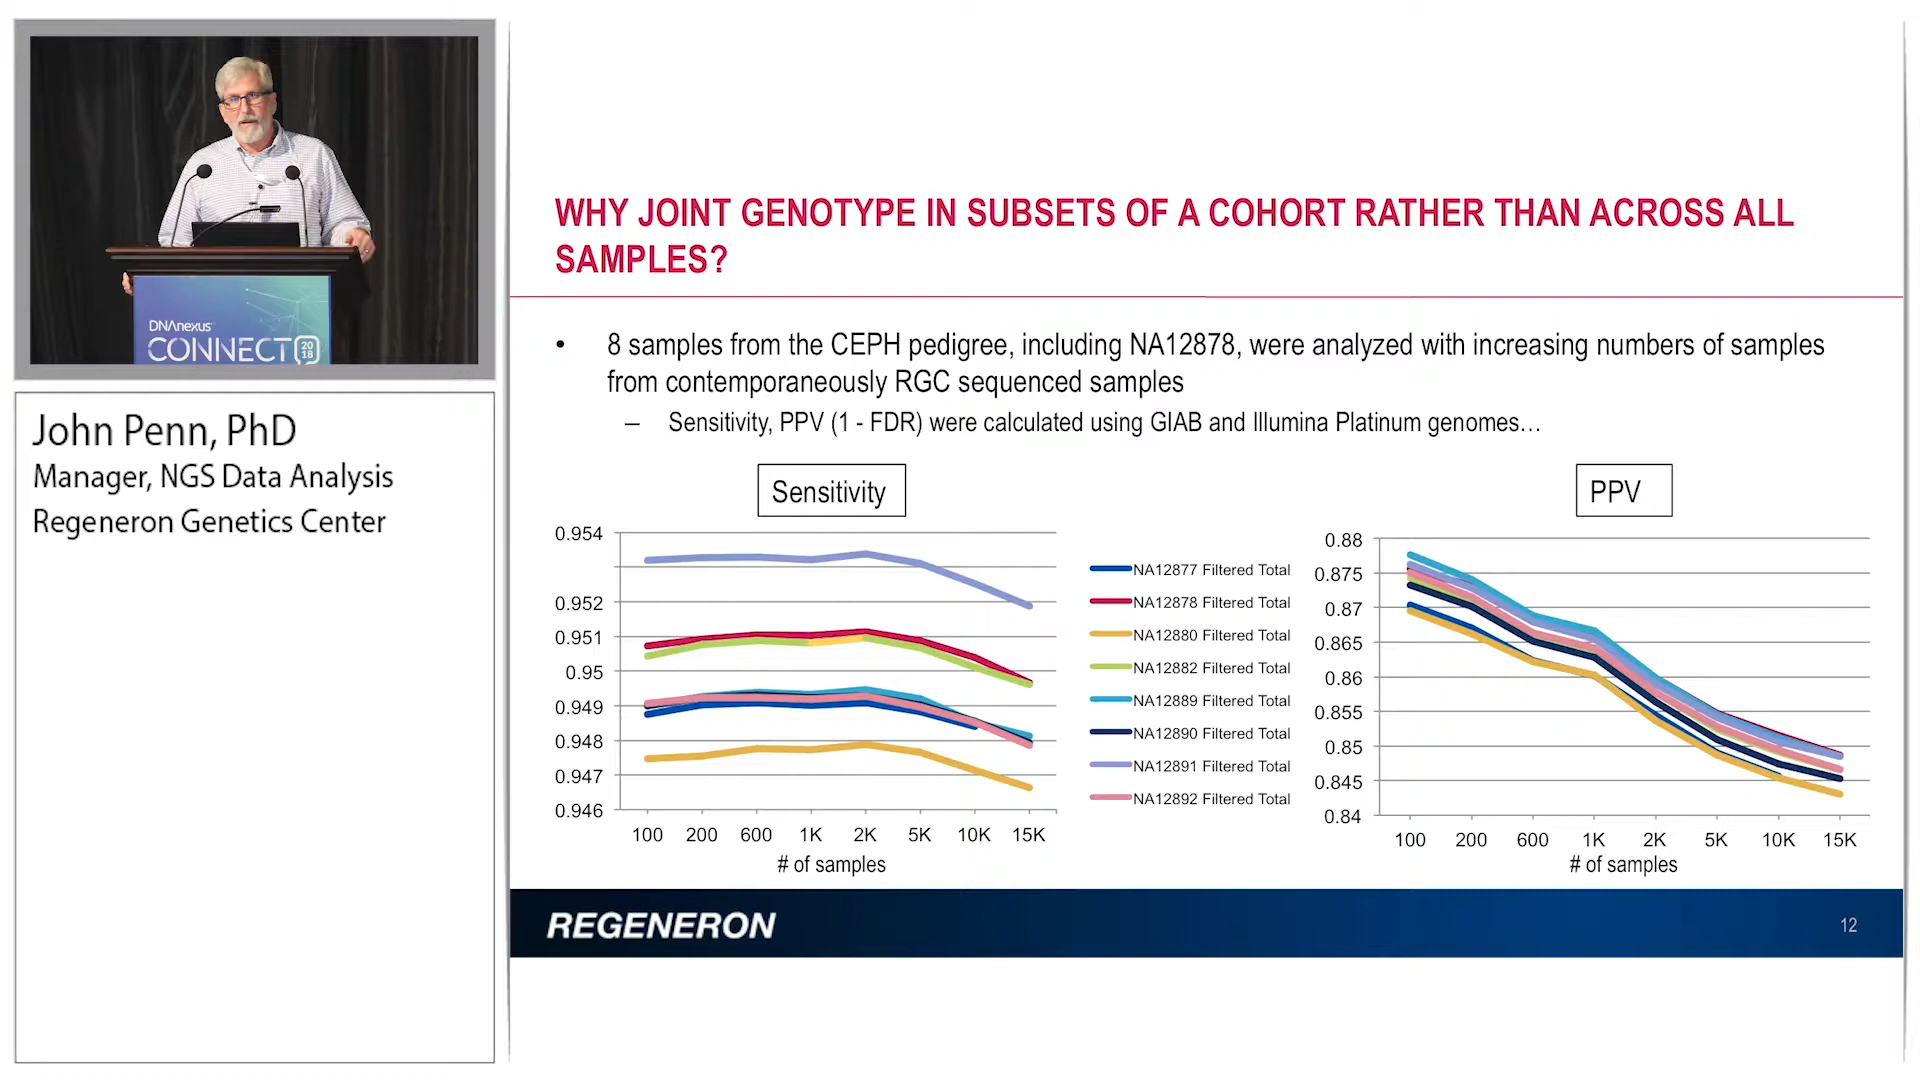 DNAnexus
CONNECT 2018
John Penn, PhD
Manager, NGS Data Analysis
Regeneron Genetics Center
WHY JOINT GENOTYPE IN SUBSETS OF A COHORT RATHER THAN ACROSS ALL
SAMPLES?
• 8 samples from the CEPH pedigree, including NA12878, were analyzed with increasing numbers of samples
from contemporaneously RGC sequenced samples
– Sensitivity, PPV (1 - FDR) were calculated using GIAB and Illumina Platinum genomes…
Sensitivity
0.954
0.952
0.951
0.95
0.949
0.948
0.947
0.946
100 200 600 1K 2K 5K 10K 15K
# of samples
NA12877 Filtered Total
NA12878 Filtered Total
NA12880 Filtered Total
NA12882 Filtered Total
NA12889 Filtered Total
NA12890 Filtered Total
NA12891 Filtered Total
NA12892 Filtered Total
PPV
0.88
0.875
0.87
0.865
0.86
0.855
0.85
0.845
0.84
100 200 600 1K 2K 5K 10K 15K
# of samples
REGENERON
12